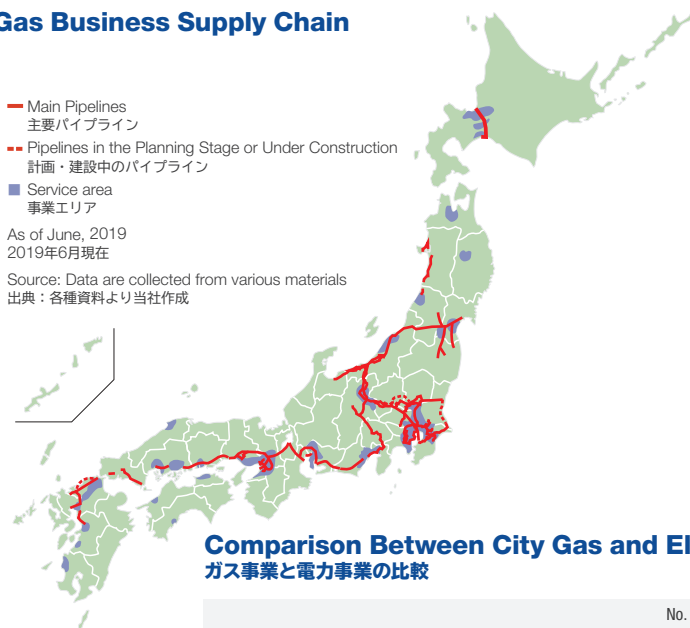 Gas Business Supply Chain
Main Pipelines
主要パイプライン
Pipelines in the Planning Stage or Under Construction
計画・建設中のパイプライン
Service area
事業エリア
As of June, 2019
2019年6月現在
Source: Data are collected from various materials
出典：各種資料より当社作成
Comparison Between City Gas and El
ガス事業と電力事業の比較
No.